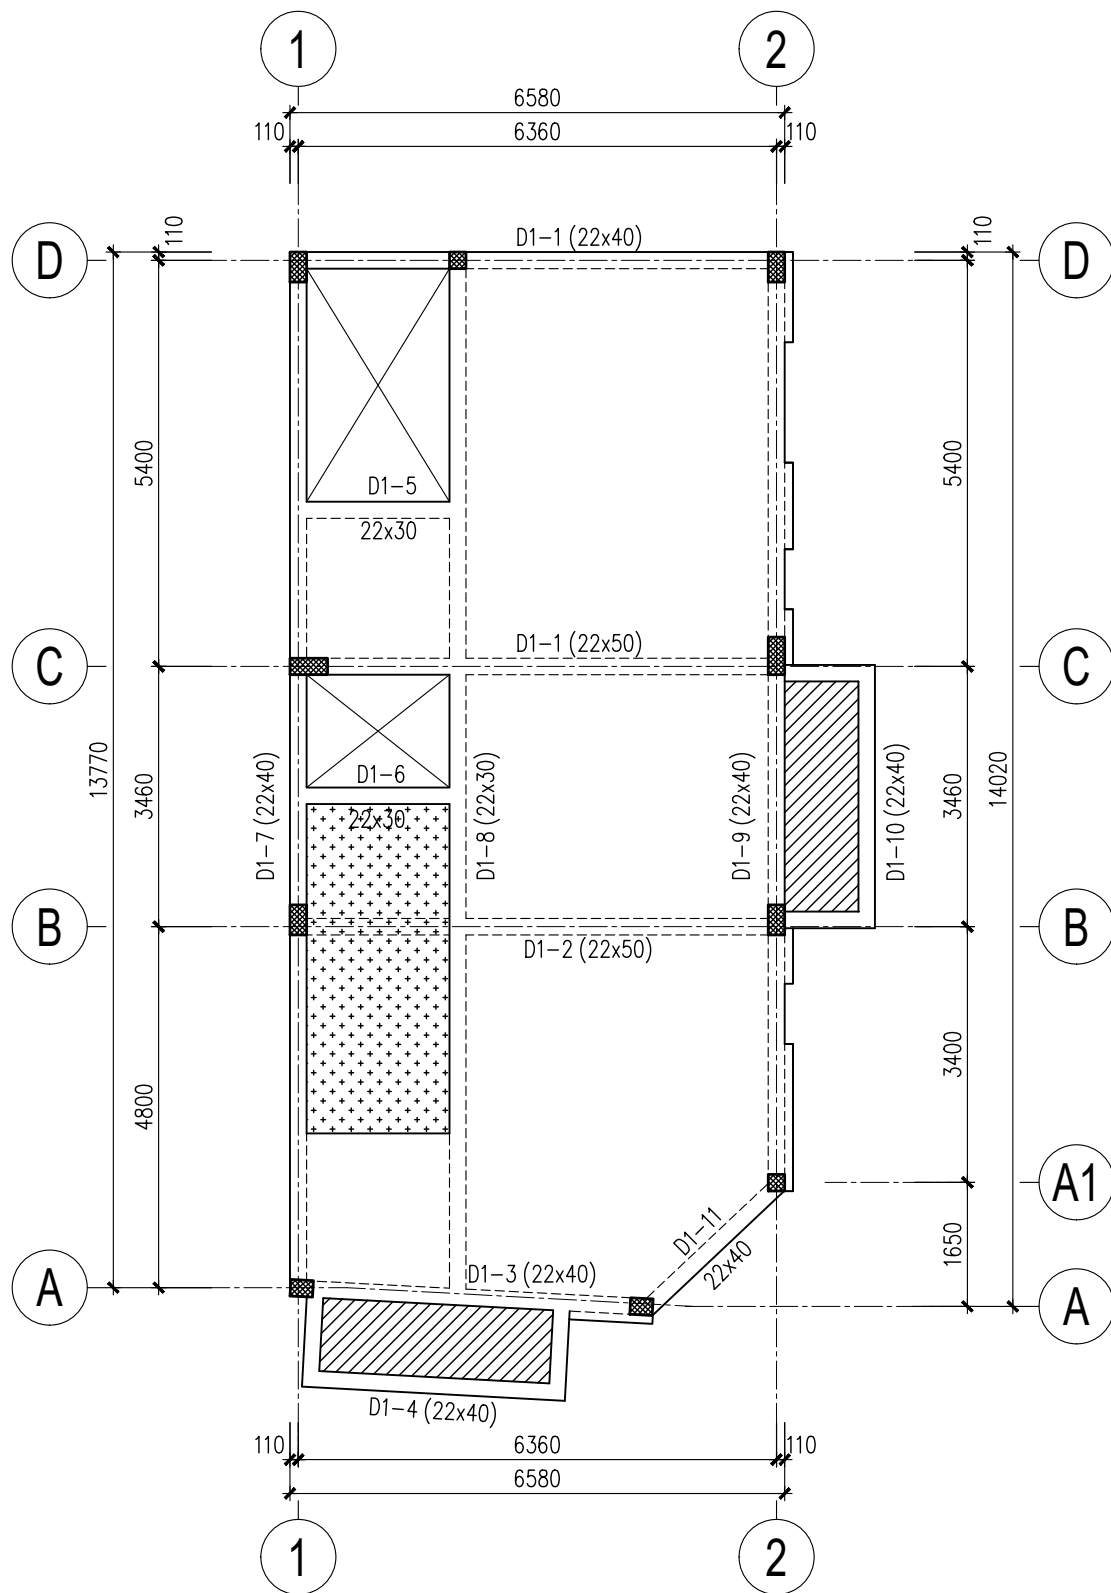 1
2
6580
110
6360
110
110
110
D
D1-1 (22x40)
D
5400
5400
D1-5
22x30
D1-1 (22x50)
C
C
13770
3460
D1-7 (22x40)
D1-6
22x30
D1-8 (22x30)
D1-9 (22x40)
D1-10 (22x40)
3460
14020
B
B
D1-2 (22x50)
4800
3400
A1
D1-11
22x40
1650
D1-3 (22x40)
A
A
D1-4 (22x40)
110
6360
110
6580
1
2